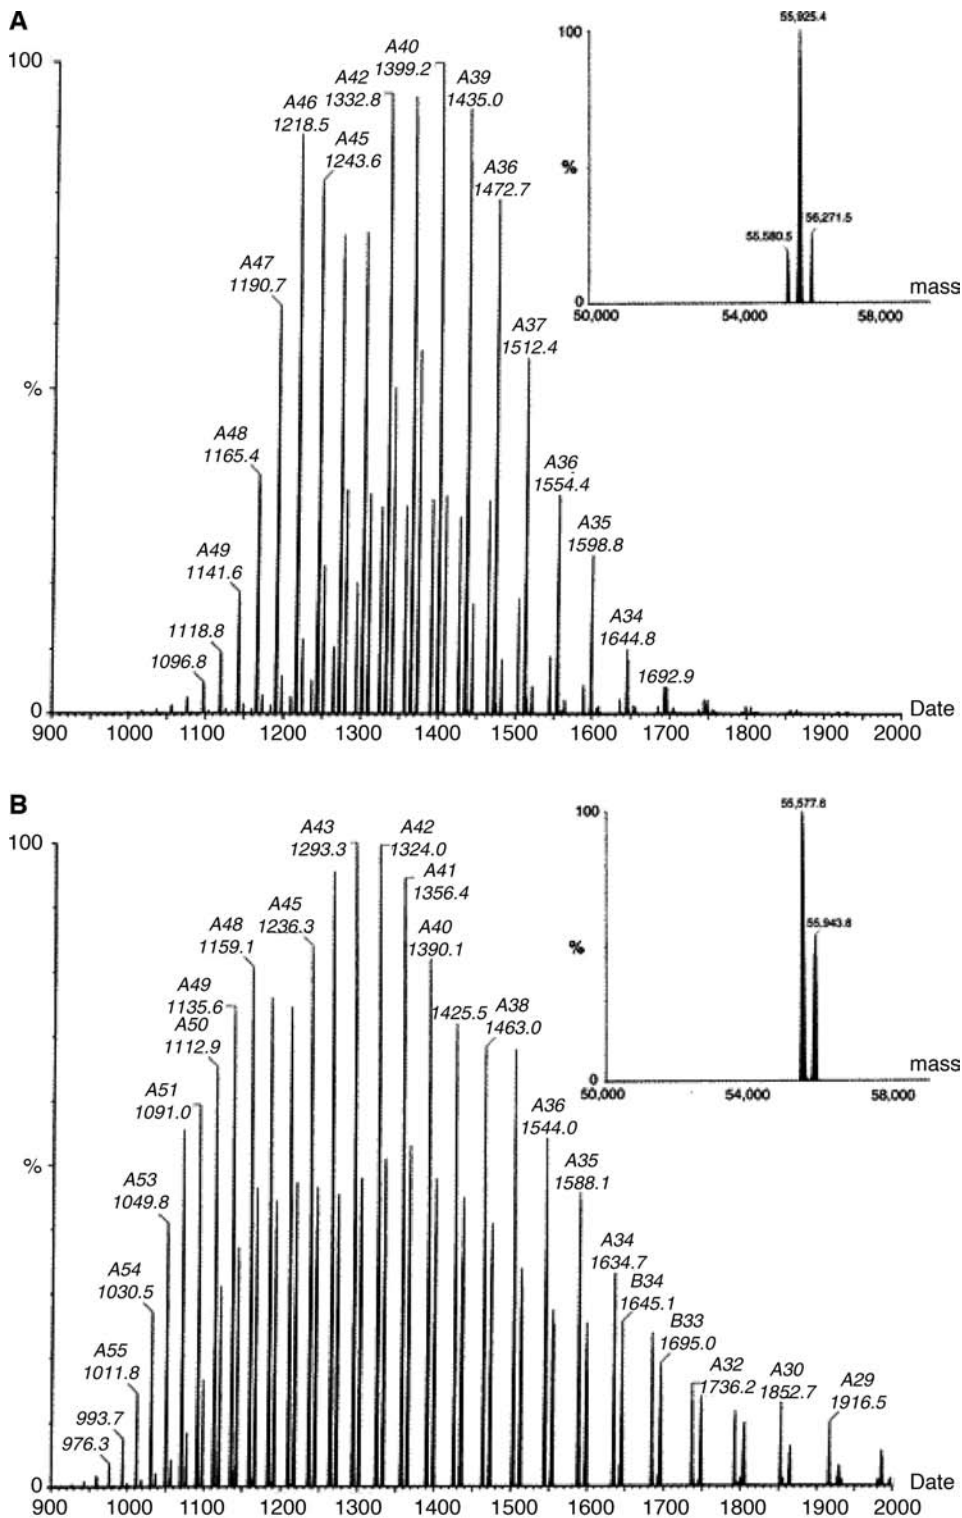 A
100
A40
1399.2
A42
1332.8
A39
1435.0
A46
1218.5
A45
1243.6
A36
1472.7
A47
1190.7
A37
1512.4
%
A48
1165.4
A36
1554.4
A49
1141.6
A35
1598.8
1118.8
A34
1644.8
1096.8
1692.9
0
Date
900 1000 1100 1200 1300 1400 1500 1600 1700 1800 1900 2000
55,925.4
100
%
55,580.5
56,271.5
mass
0
50,000 54,000 58,000
B
100
A43
1293.3
A42
1324.0
A41
1356.4
A45
1236.3
A48
1159.1
A40
1390.1
A49
1135.6
1425.5
A38
1463.0
A50
1112.9
A51
1091.0
A36
1544.0
%
A53
1049.8
A35
1588.1
A54
1030.5
A34
1634.7
B34
1645.1
B33
1695.0
A55
1011.8
A32
1736.2
A30
1852.7
A29
1916.5
993.7
976.3
0
Date
900 1000 1100 1200 1300 1400 1500 1600 1700 1800 1900 2000
55,577.6
100
55,943.8
%
mass
0
50,000 54,000 58,000